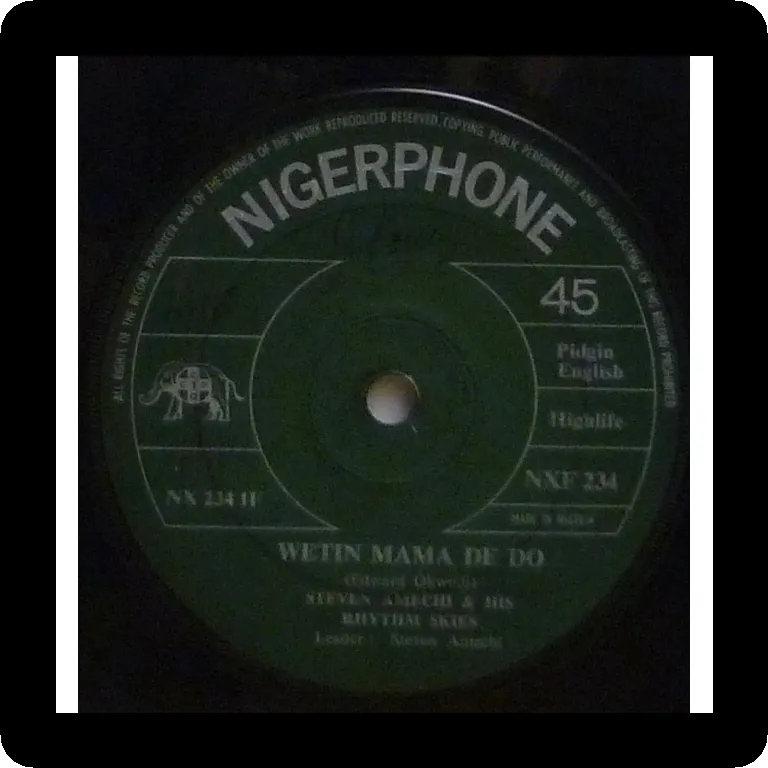 ALL RIGHTS OF THE RECORD PRODUCER AND OF THE OWNER OF THE WORK REPRODUCED RESERVED. COPYING, PUBLIC PERFORMANCE AND BROADCASTING OF THIS RECORD PROHIBITED
NIGERPHONE
45
Pidgin
English
Highlife
NX 234 II
NXF 234
MADE IN NIGERIA
WETIN MAMA DE DO
(Edward
STEVEN AMECHI & HIS
RHYTHM SKIES
Leader : Steven Amechi